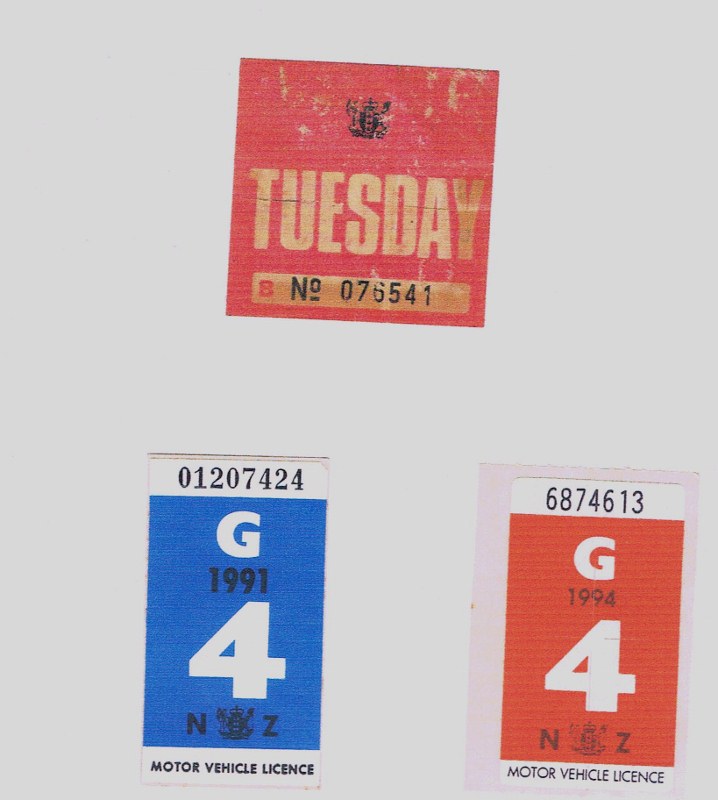 TUESDAY
B Nº 076541
01207424
G
1991
4
N Z
MOTOR VEHICLE LICENCE
6874613
G
1994
4
N Z
MOTOR VEHICLE LICENCE